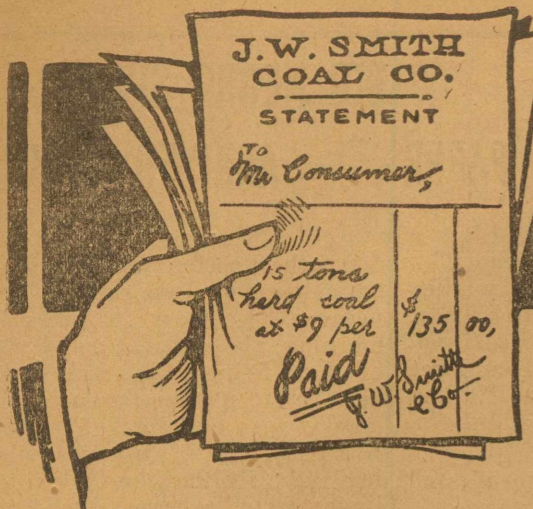 J. W. SMITH
COAL CO.
STATEMENT
To
Mr Consumer,
15 tons
hard coal
at $9 per $135 00,
Paid
J. W. Smith
& Co.